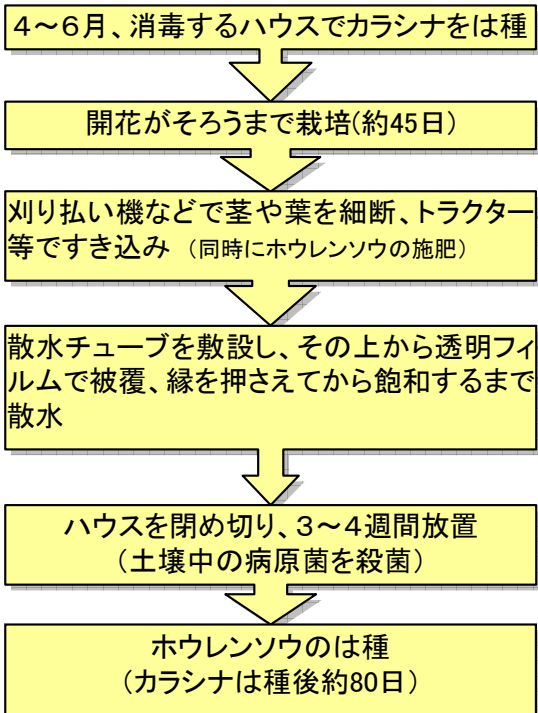 ４～６月、消毒するハウスでカラシナをは種
開花がそろうまで栽培(約45日)
刈り払い機などで茎や葉を細断、トラクター
等ですき込み （同時にホウレンソウの施肥）
散水チューブを敷設し、その上から透明フィ
ルムで被覆、縁を押さえてから飽和するまで
散水
ハウスを閉め切り、３～４週間放置
（土壌中の病原菌を殺菌）
ホウレンソウのは種
（カラシナは種後約80日）